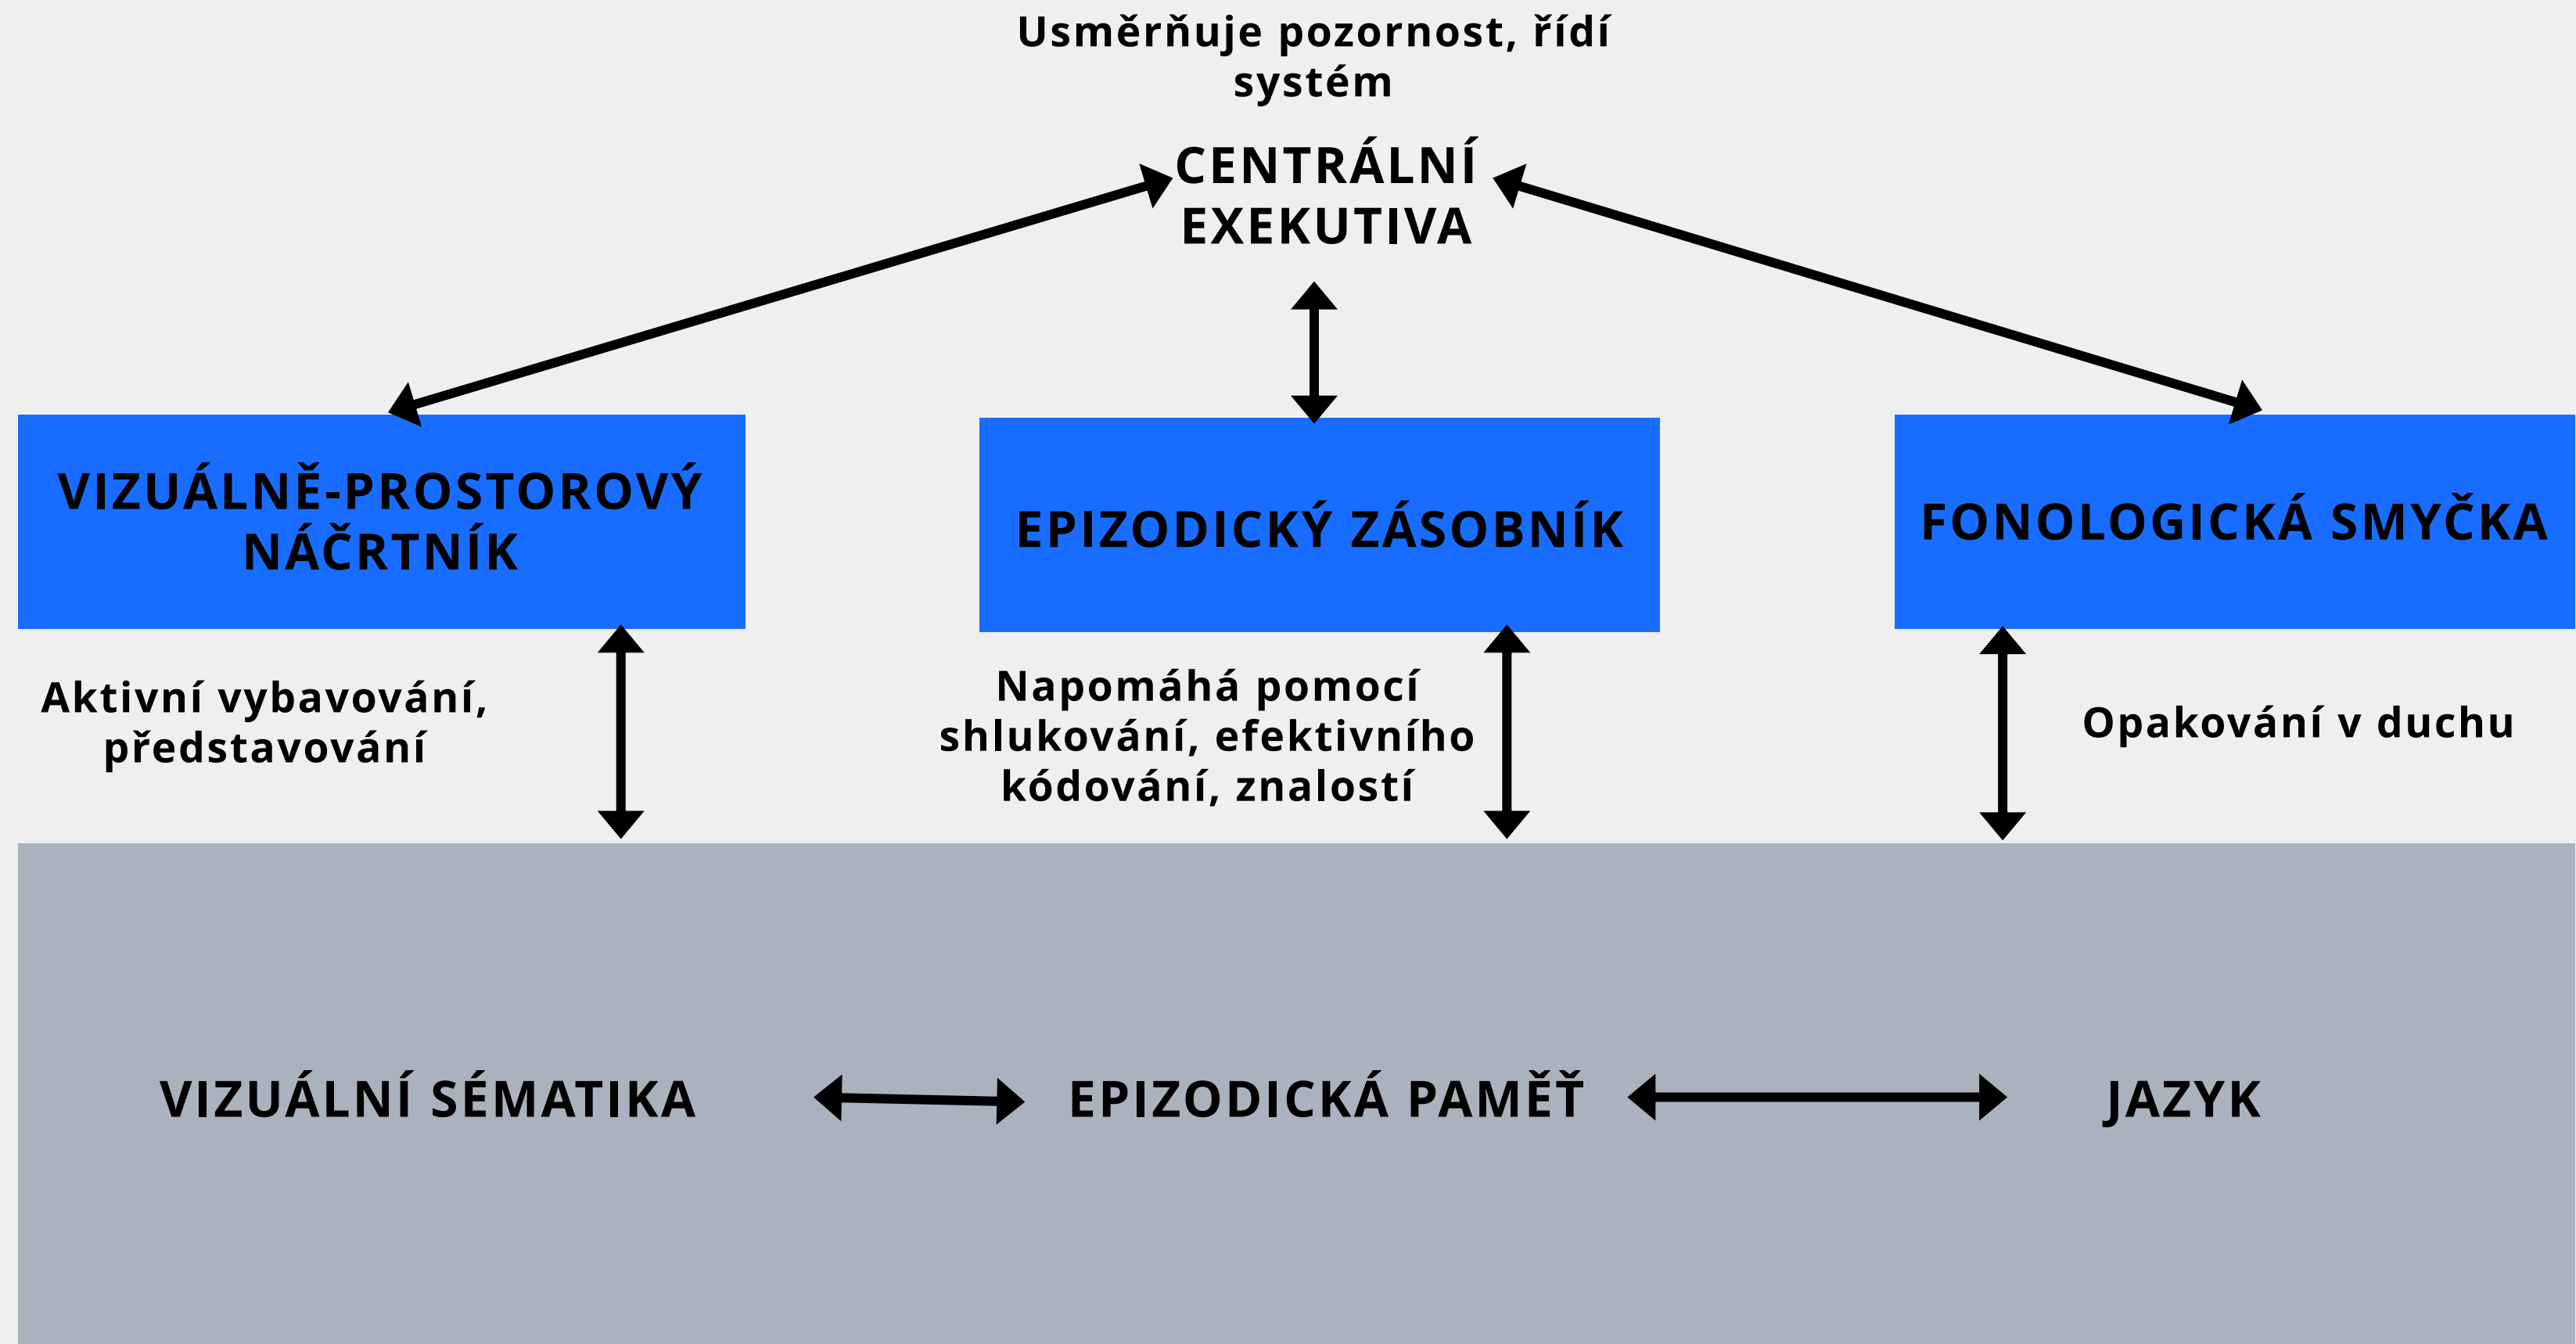 Usměrňuje pozornost, řídí
systém
CENTRÁLNÍ
EXEKUTIVA
VIZUÁLNĚ-PROSTOROVÝ
NÁČRTNÍK
EPIZODICKÝ ZÁSOBNÍK
FONOLOGICKÁ SMYČKA
Aktivní vybavování,
představování
Napomáhá pomocí
shlukování, efektivního
kódování, znalostí
Opakování v duchu
VIZUÁLNÍ SÉMATIKA
EPIZODICKÁ PAMĚŤ
JAZYK